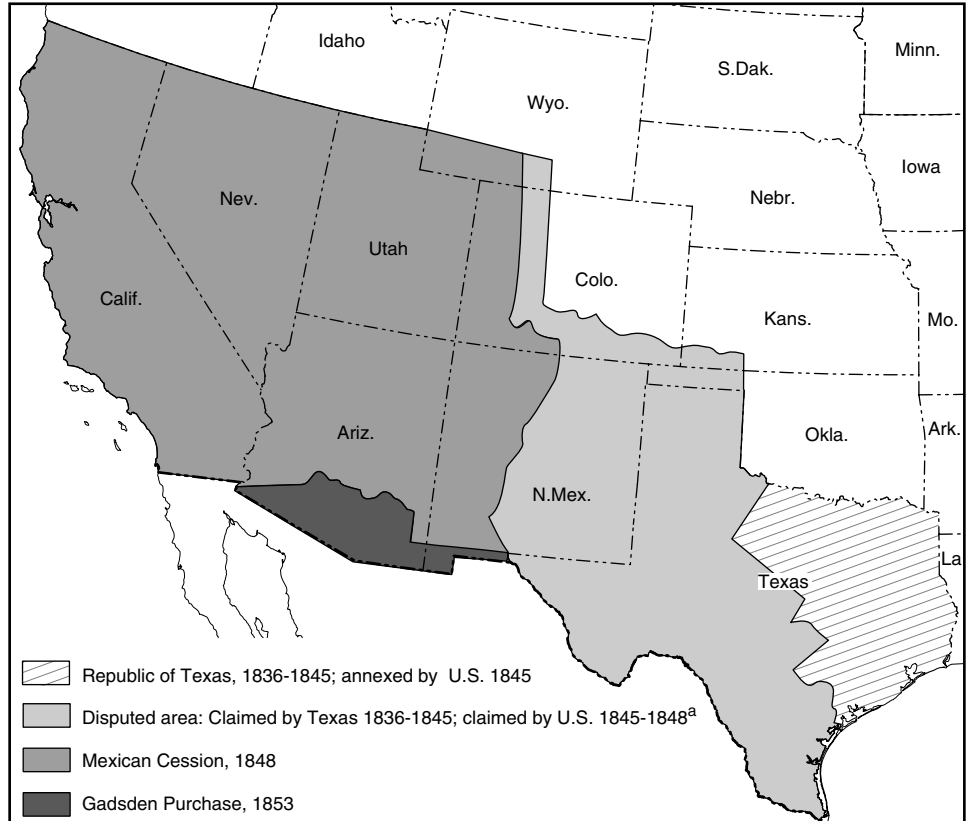 Idaho
Minn.
S.Dak.
Wyo.
Iowa
Nev.
Nebr.
Utah
Colo.
Calif.
Kans.
Mo.
Ariz.
Okla.
Ark.
N.Mex.
La
Texas
Republic of Texas, 1836-1845; annexed by U.S. 1845
Disputed area: Claimed by Texas 1836-1845; claimed by U.S. 1845-1848a
Mexican Cession, 1848
Gadsden Purchase, 1853